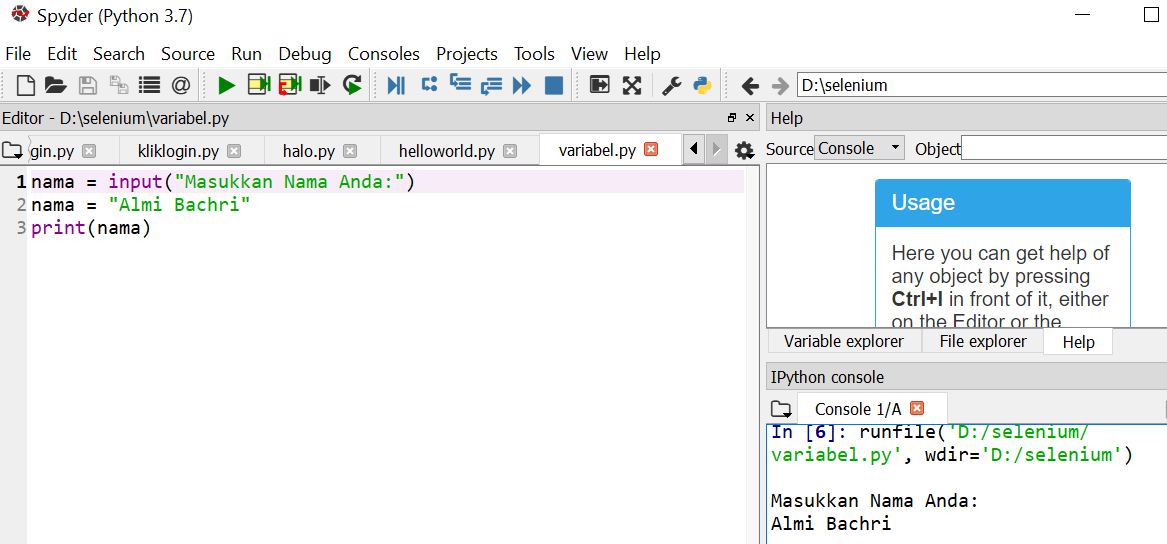 Spyder (Python 3.7)
File Edit Search Source Run Debug Consoles Projects Tools View Help
D:\selenium
Editor - D:\selenium\variabel.py
gin.py kliklogin.py halo.py helloworld.py variabel.py
1 nama = input("Masukkan Nama Anda:")
2 nama = "Almi Bachri"
3 print(nama)
Help
Source Console Object
Usage
Here you can get help of
any object by pressing
Ctrl+I in front of it, either
on the Editor or the
Variable explorer File explorer Help
IPython console
Console 1/A
In [6]: runfile('D:/selenium/
variabel.py', wdir='D:/selenium')
Masukkan Nama Anda:
Almi Bachri